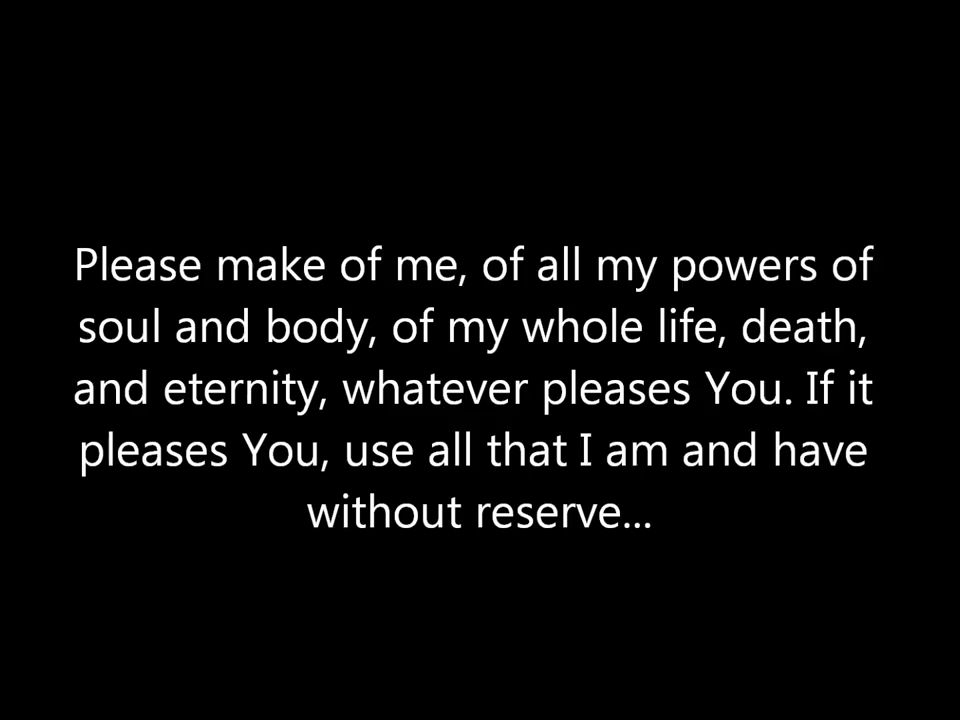 Please make of me, of all my powers of
soul and body, of my whole life, death,
and eternity, whatever pleases You. If it
pleases You, use all that I am and have
without reserve...